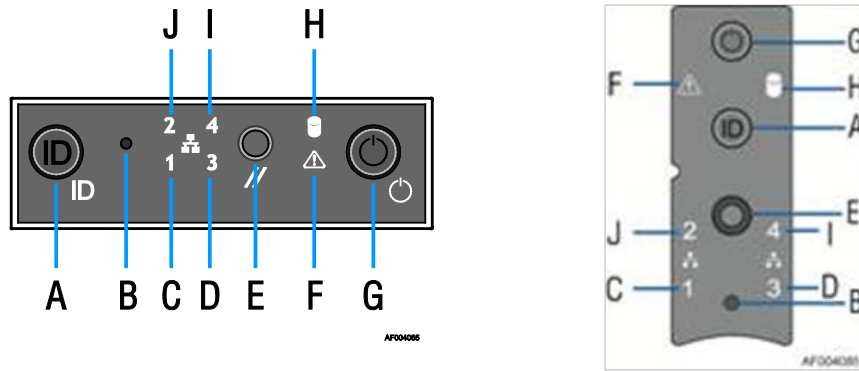 J I H
2 4
ID
1 3
ID
A B C D E F G
AF004085
G
F H
ID A
E
J 2 4 I
C 1 3 D
B
AF004085